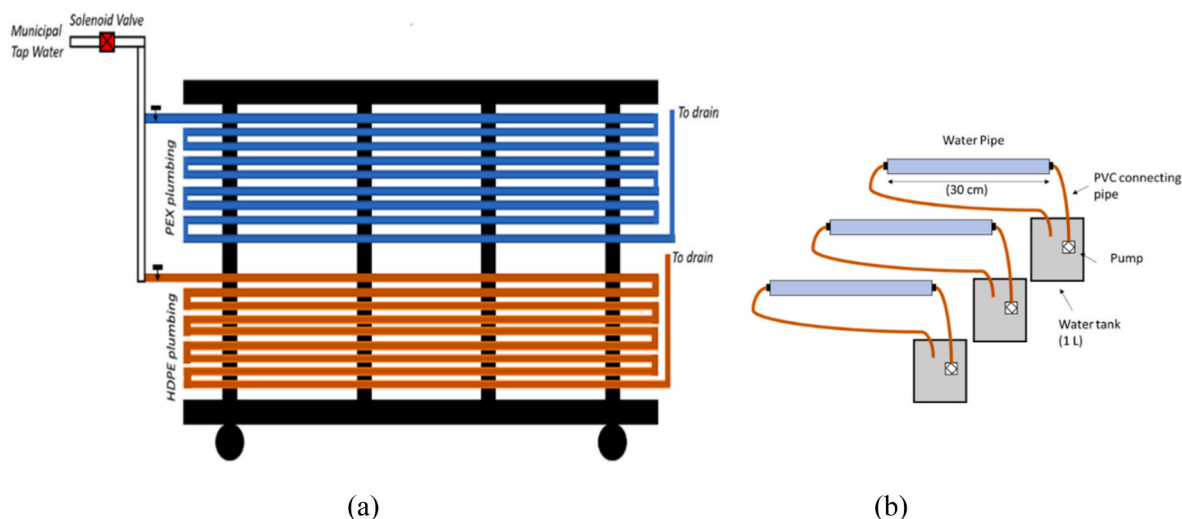 Solenoid Valve
Municipal
Tap Water
To drain
PEX plumbing
To drain
HDPE plumbing
(a)
Water Pipe
(30 cm)
PVC connecting
pipe
Pump
Water tank
(1 L)
(b)